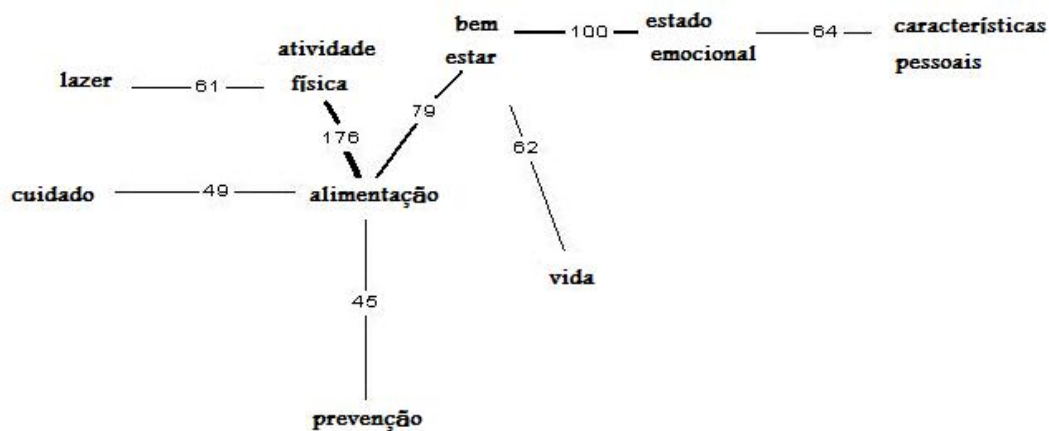 bem
estar
100
estado
emocional
64
características
pessoais
atividade
física
lazer
61
176
79
62
cuidado
49
alimentação
vida
45
prevenção